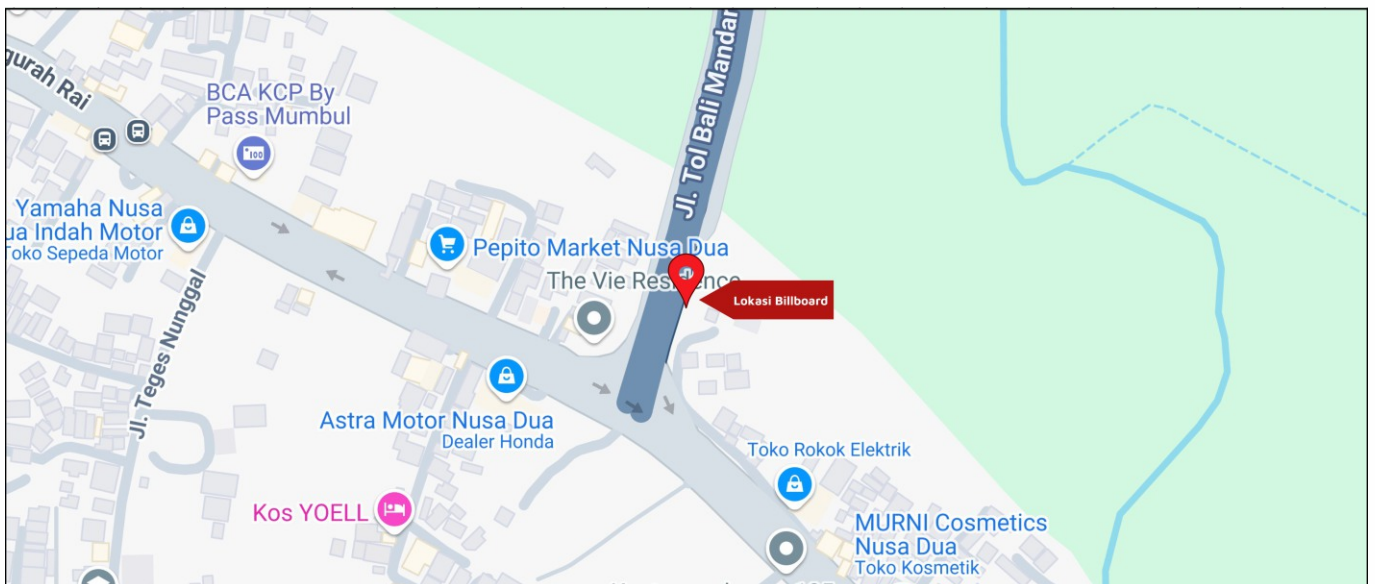 gurah Rai
BCA KCP By
Pass Mumbul
Jl. Tol Bali Mandar
Yamaha Nusa
ua Indah Motor
Toko Sepeda Motor
Pepito Market Nusa Dua
The Vie Residence
Lokasi Billboard
Jl. Teges Nunggal
Astra Motor Nusa Dua
Dealer Honda
Toko Rokok Elektrik
Kos YOELL
MURNI Cosmetics
Nusa Dua
Toko Kosmetik